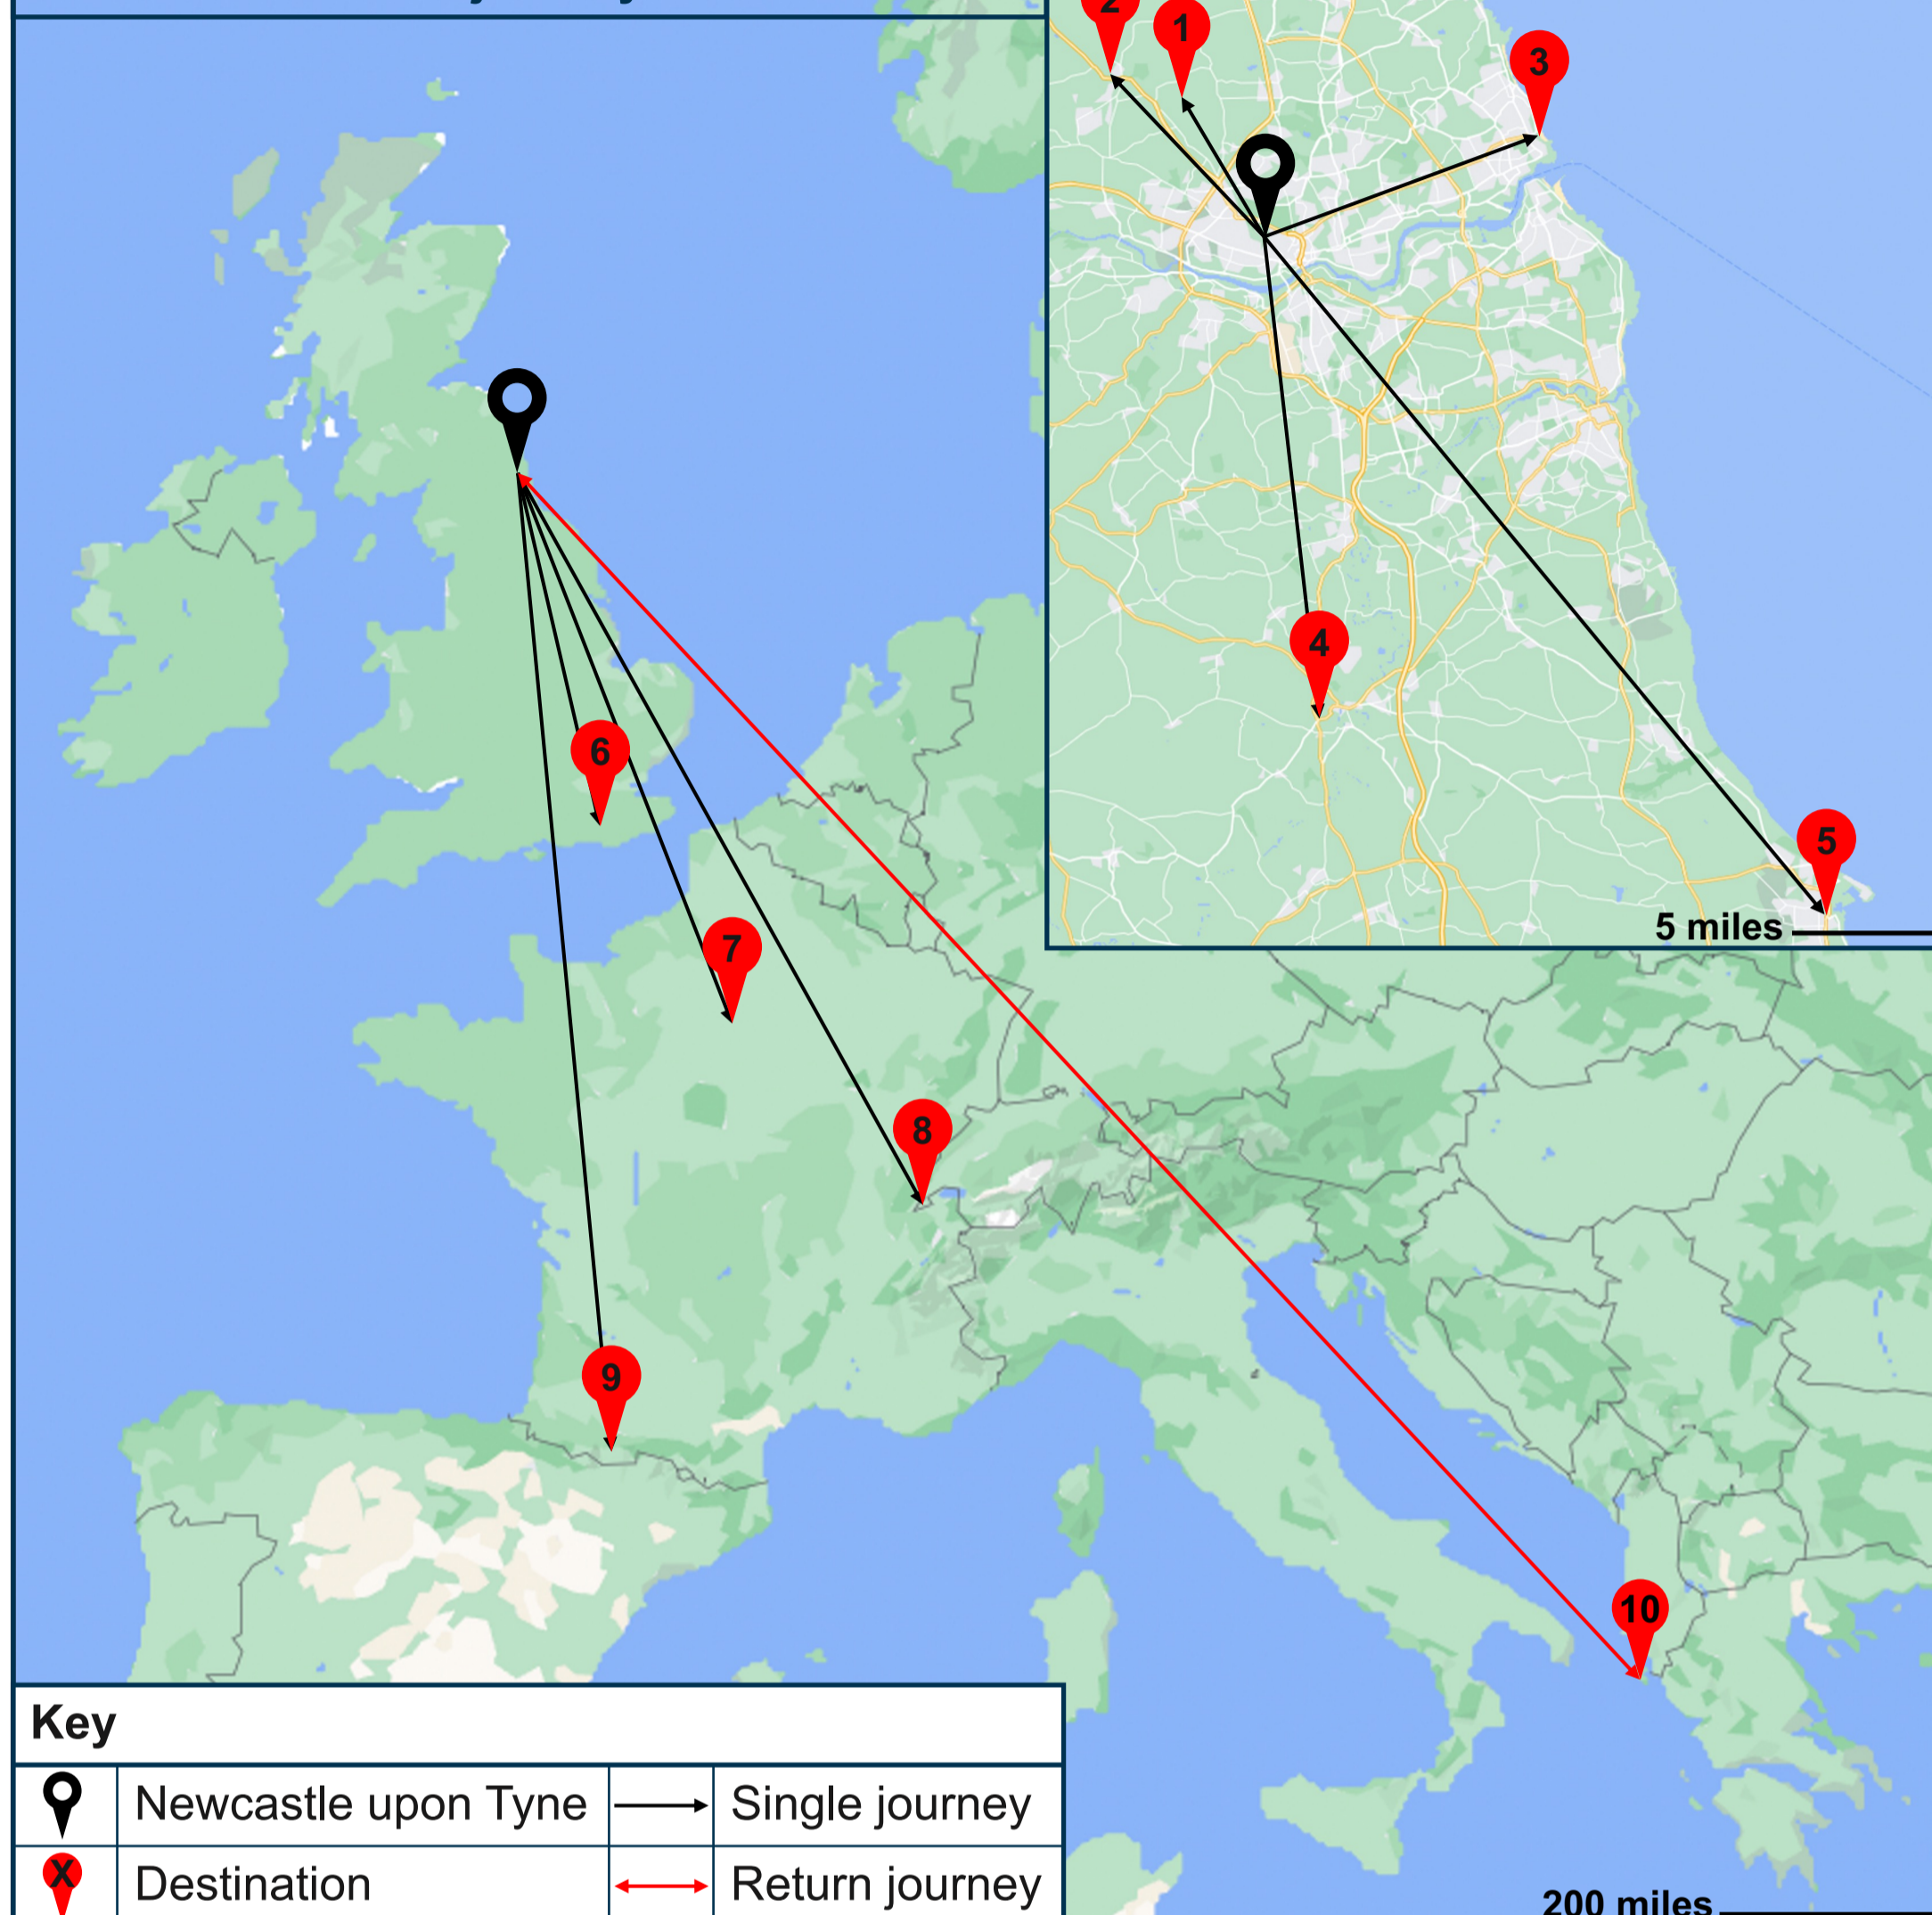 2
1
3
4
5
5 miles
6
7
8
9
10
Key
Newcastle upon Tyne
Single journey
X
Destination
Return journey
200 miles